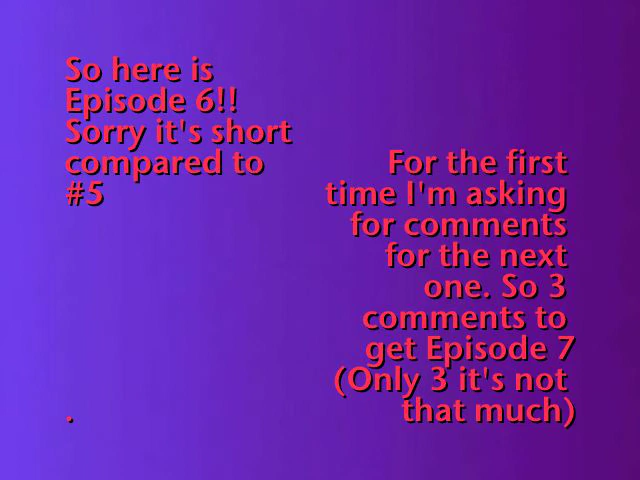 So here is
Episode 6!!
Sorry it's short
compared to
#5
.
For the first
time I'm asking
for comments
for the next
one. So 3
comments to
get Episode 7
(Only 3 it's not
that much)